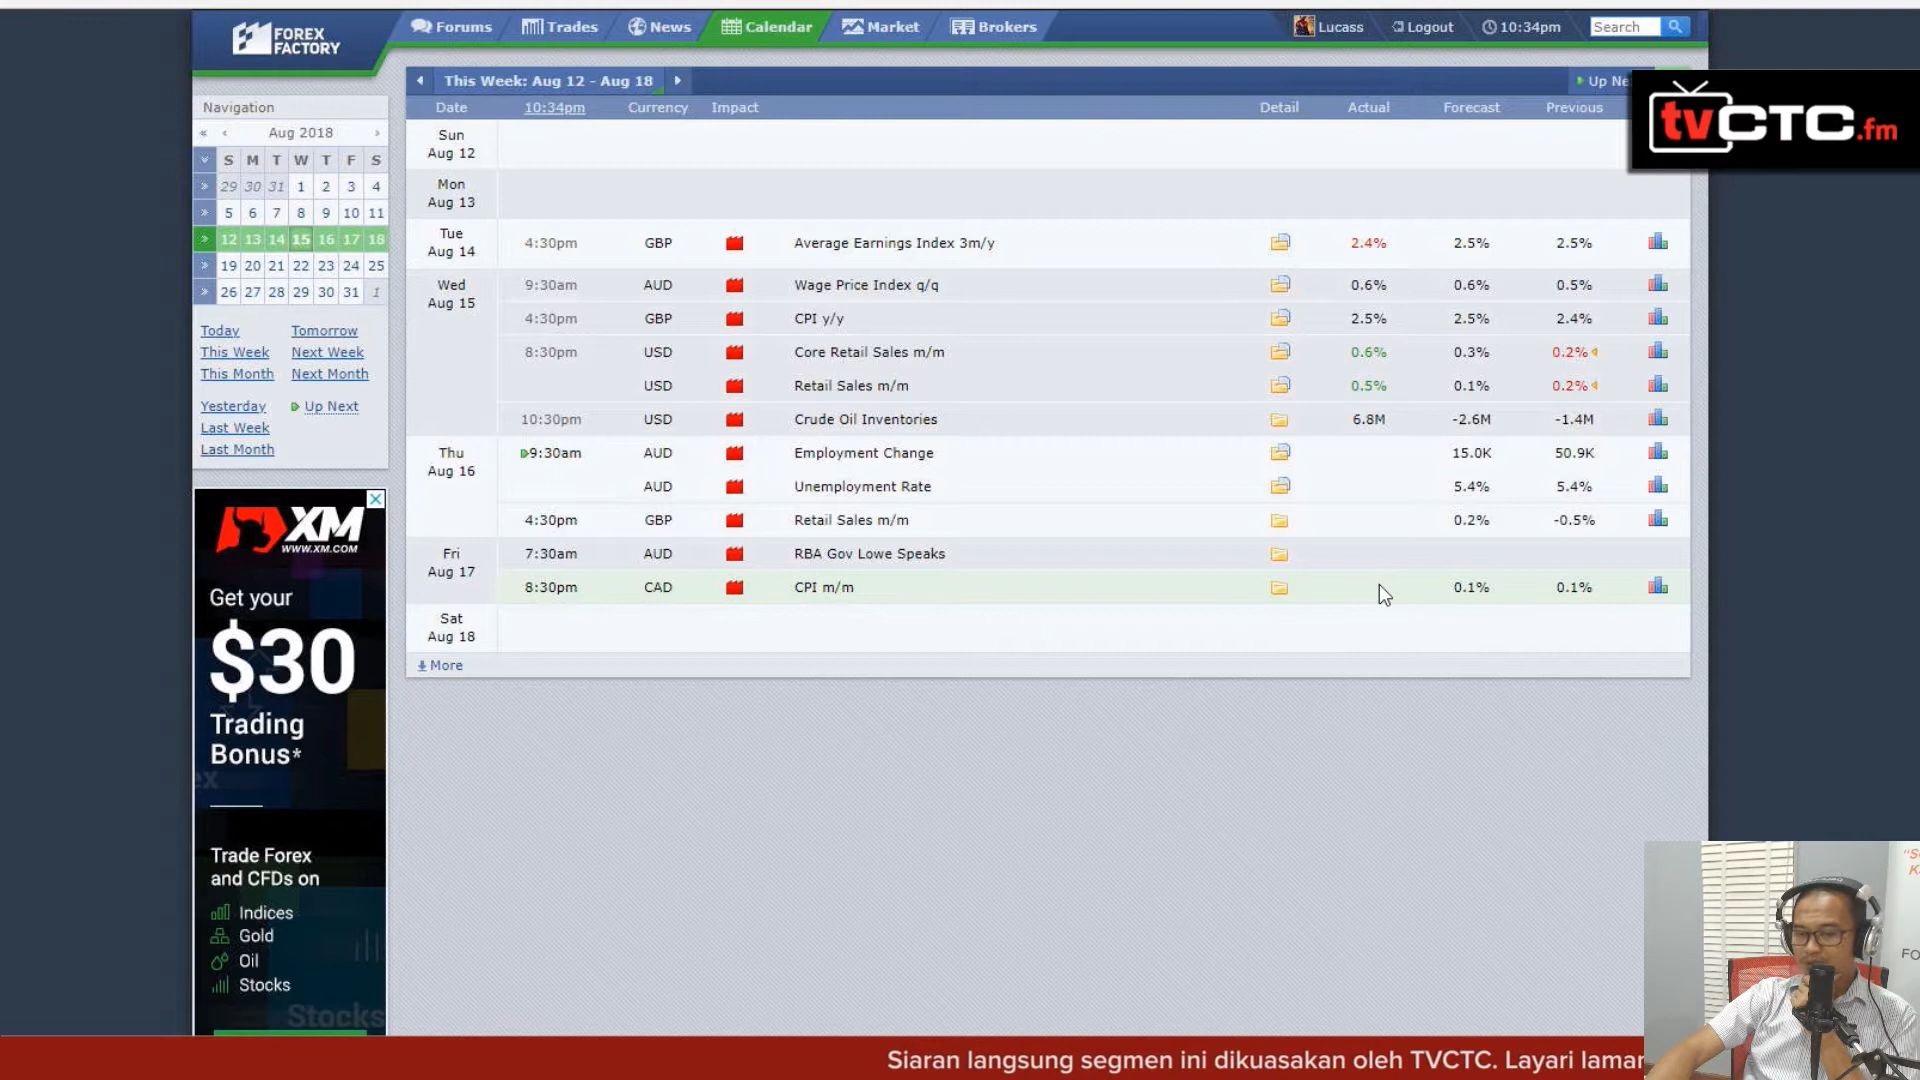 FOREX
FACTORY
Forums
Trades
News
Calendar
Market
Brokers
Lucass
Logout
10:34pm
Search
tvCTC.fm
This Week: Aug 12 - Aug 18
Up Ne
Date 10:34pm Currency Impact Detail Actual Forecast Previous
Sun
Aug 12
Mon
Aug 13
Tue
Aug 14
4:30pm GBP Average Earnings Index 3m/y 2.4% 2.5% 2.5%
Wed
Aug 15
9:30am AUD Wage Price Index q/q 0.6% 0.6% 0.5%
4:30pm GBP CPI y/y 2.5% 2.5% 2.4%
8:30pm USD Core Retail Sales m/m 0.6% 0.3% 0.2%
USD Retail Sales m/m 0.5% 0.1% 0.2%
10:30pm USD Crude Oil Inventories 6.8M -2.6M -1.4M
Thu
Aug 16
9:30am AUD Employment Change 15.0K 50.9K
AUD Unemployment Rate 5.4% 5.4%
4:30pm GBP Retail Sales m/m 0.2% -0.5%
Fri
Aug 17
7:30am AUD RBA Gov Lowe Speaks
8:30pm CAD CPI m/m 0.1% 0.1%
Sat
Aug 18
More
Navigation
« ‹ Aug 2018 ›
S M T W T F S
29 30 31 1 2 3 4
5 6 7 8 9 10 11
12 13 14 15 16 17 18
19 20 21 22 23 24 25
26 27 28 29 30 31 1
Today Tomorrow
This Week Next Week
This Month Next Month
Yesterday Up Next
Last Week
Last Month
XM
WWW.XM.COM
Get your
$30
Trading
Bonus*
Trade Forex
and CFDs on
Indices
Gold
Oil
Stocks
Stocks
FO
Siaran langsung segmen ini dikuasakan oleh TVCTC. Layari lamar